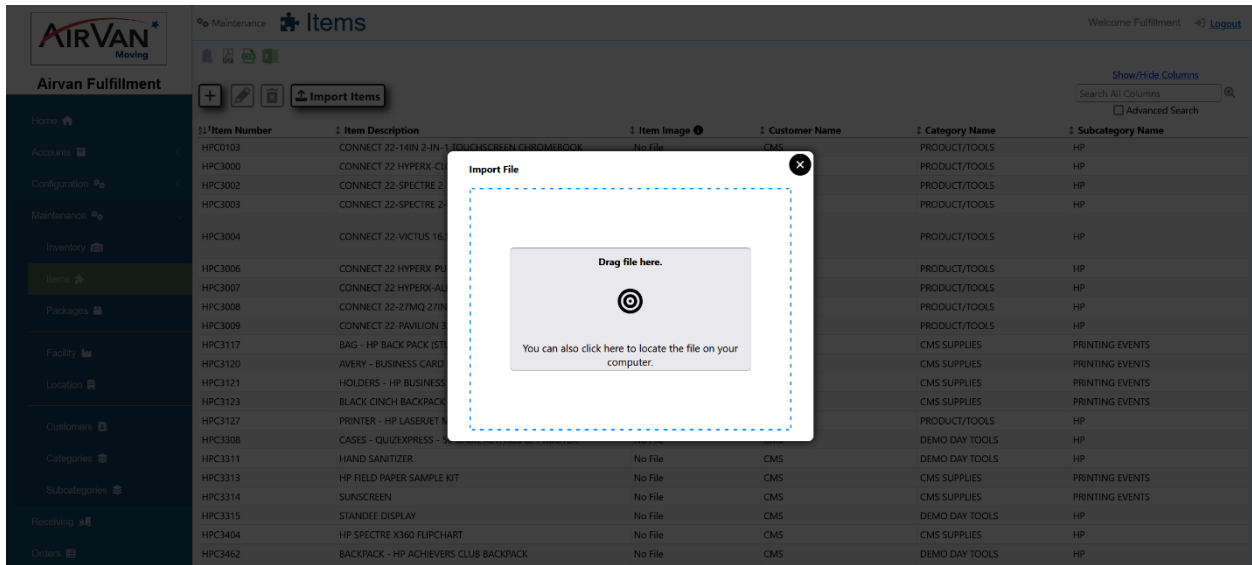 AIRVAN
Moving
Airvan Fulfillment
Home
Accounts
Configuration
Maintenance
Inventory
Items
Packages
Facility
Location
Customers
Categories
Subcategories
Receiving
Orders
Maintenance Items
Welcome Fulfillment Logout
Show/Hide Columns
Import Items
Search All Columns
Advanced Search
Item Number Item Description Item Image Customer Name Category Name Subcategory Name
HPC0103 CONNECT 22-14IN 2-IN-1 TOUCHSCREEN CHROMEBOOK No File CMS PRODUCT/TOOLS HP
HPC3000 CONNECT 22 HYPERX-CL PRODUCT/TOOLS HP
HPC3002 CONNECT 22-SPECTRE 2- PRODUCT/TOOLS HP
HPC3003 CONNECT 22-SPECTRE 2- PRODUCT/TOOLS HP
HPC3004 CONNECT 22-VICTUS 16. PRODUCT/TOOLS HP
HPC3006 CONNECT 22 HYPERX-PU PRODUCT/TOOLS HP
HPC3007 CONNECT 22 HYPERX-AL PRODUCT/TOOLS HP
HPC3008 CONNECT 22-27MQ 27IN PRODUCT/TOOLS HP
HPC3009 CONNECT 22-PAVILION 3 PRODUCT/TOOLS HP
HPC3117 BAG - HP BACK PACK (ST CMS SUPPLIES PRINTING EVENTS
HPC3120 AVERY - BUSINESS CARD CMS SUPPLIES PRINTING EVENTS
HPC3121 HOLDERS - HP BUSINESS CMS SUPPLIES PRINTING EVENTS
HPC3123 BLACK CINCH BACKPACK CMS SUPPLIES PRINTING EVENTS
HPC3127 PRINTER - HP LASERJET M PRODUCT/TOOLS HP
HPC3308 CASES - QUIZEXPRESS - DEMO DAY TOOLS HP
HPC3311 HAND SANITIZER No File CMS DEMO DAY TOOLS HP
HPC3313 HP FIELD PAPER SAMPLE KIT No File CMS CMS SUPPLIES PRINTING EVENTS
HPC3314 SUNSCREEN No File CMS CMS SUPPLIES PRINTING EVENTS
HPC3315 STANDEE DISPLAY No File CMS DEMO DAY TOOLS HP
HPC3404 HP SPECTRE X360 FLIPCHART No File CMS CMS SUPPLIES HP
HPC3462 BACKPACK - HP ACHIEVERS CLUB BACKPACK No File CMS DEMO DAY TOOLS HP
Import File
Drag file here.
You can also click here to locate the file on your
computer.